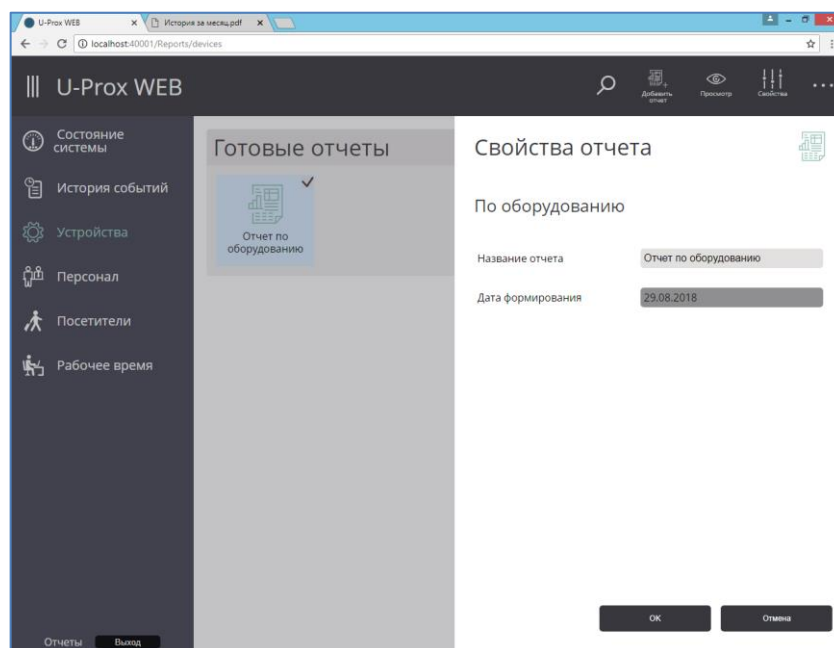 U-Prox WEB
История за месяц.pdf
localhost:40001/Reports/devices
U-Prox WEB
Добавить
отчет
Просмотр
Свойства
Состояние
системы
История событий
Устройства
Персонал
Посетители
Рабочее время
Отчеты
Выход
Готовые отчеты
Отчет по
оборудованию
Свойства отчета
По оборудованию
Название отчета
Отчет по оборудованию
Дата формирования
29.08.2018
ОК
Отмена